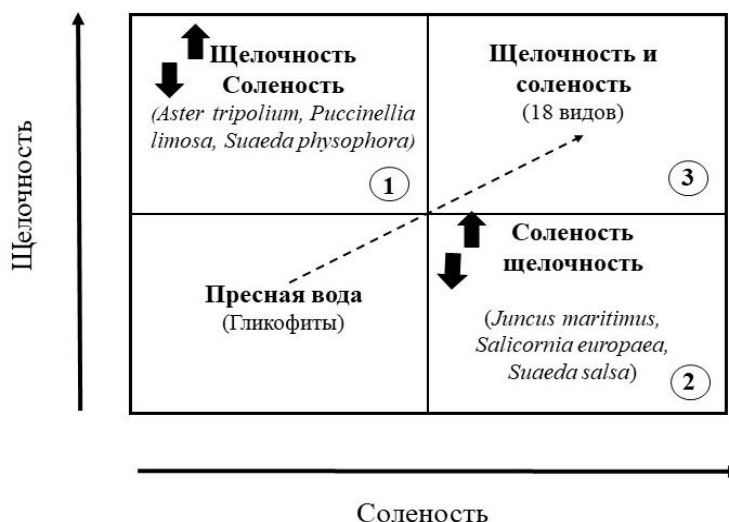 Щелочность
Щелочность
Соленость
(Aster tripolium, Puccinellia
limosa, Suaeda physophora)
1
Щелочность и
соленость
(18 видов)
3
Пресная вода
(Гликофиты)
Соленость
щелочность
(Juncus maritimus,
Salicornia europaea,
Suaeda salsa)
2
Соленость